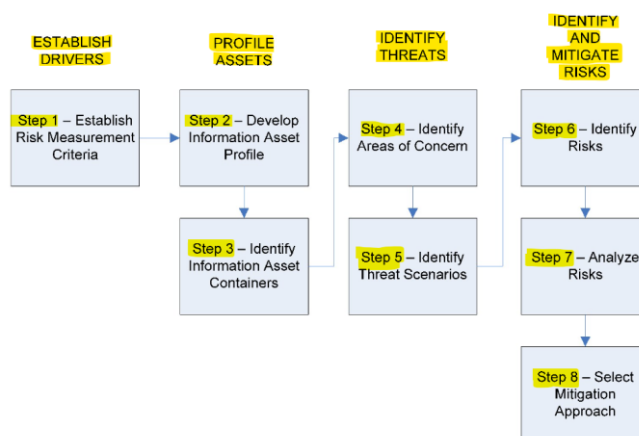 ESTABLISH
DRIVERS
PROFILE
ASSETS
IDENTIFY
THREATS
IDENTIFY
AND
MITIGATE
RISKS
Step 1 – Establish
Risk Measurement
Criteria
Step 2 – Develop
Information Asset
Profile
Step 3 – Identify
Information Asset
Containers
Step 4 – Identify
Areas of Concern
Step 5 – Identify
Threat Scenarios
Step 6 – Identify
Risks
Step 7 – Analyze
Risks
Step 8 – Select
Mitigation
Approach